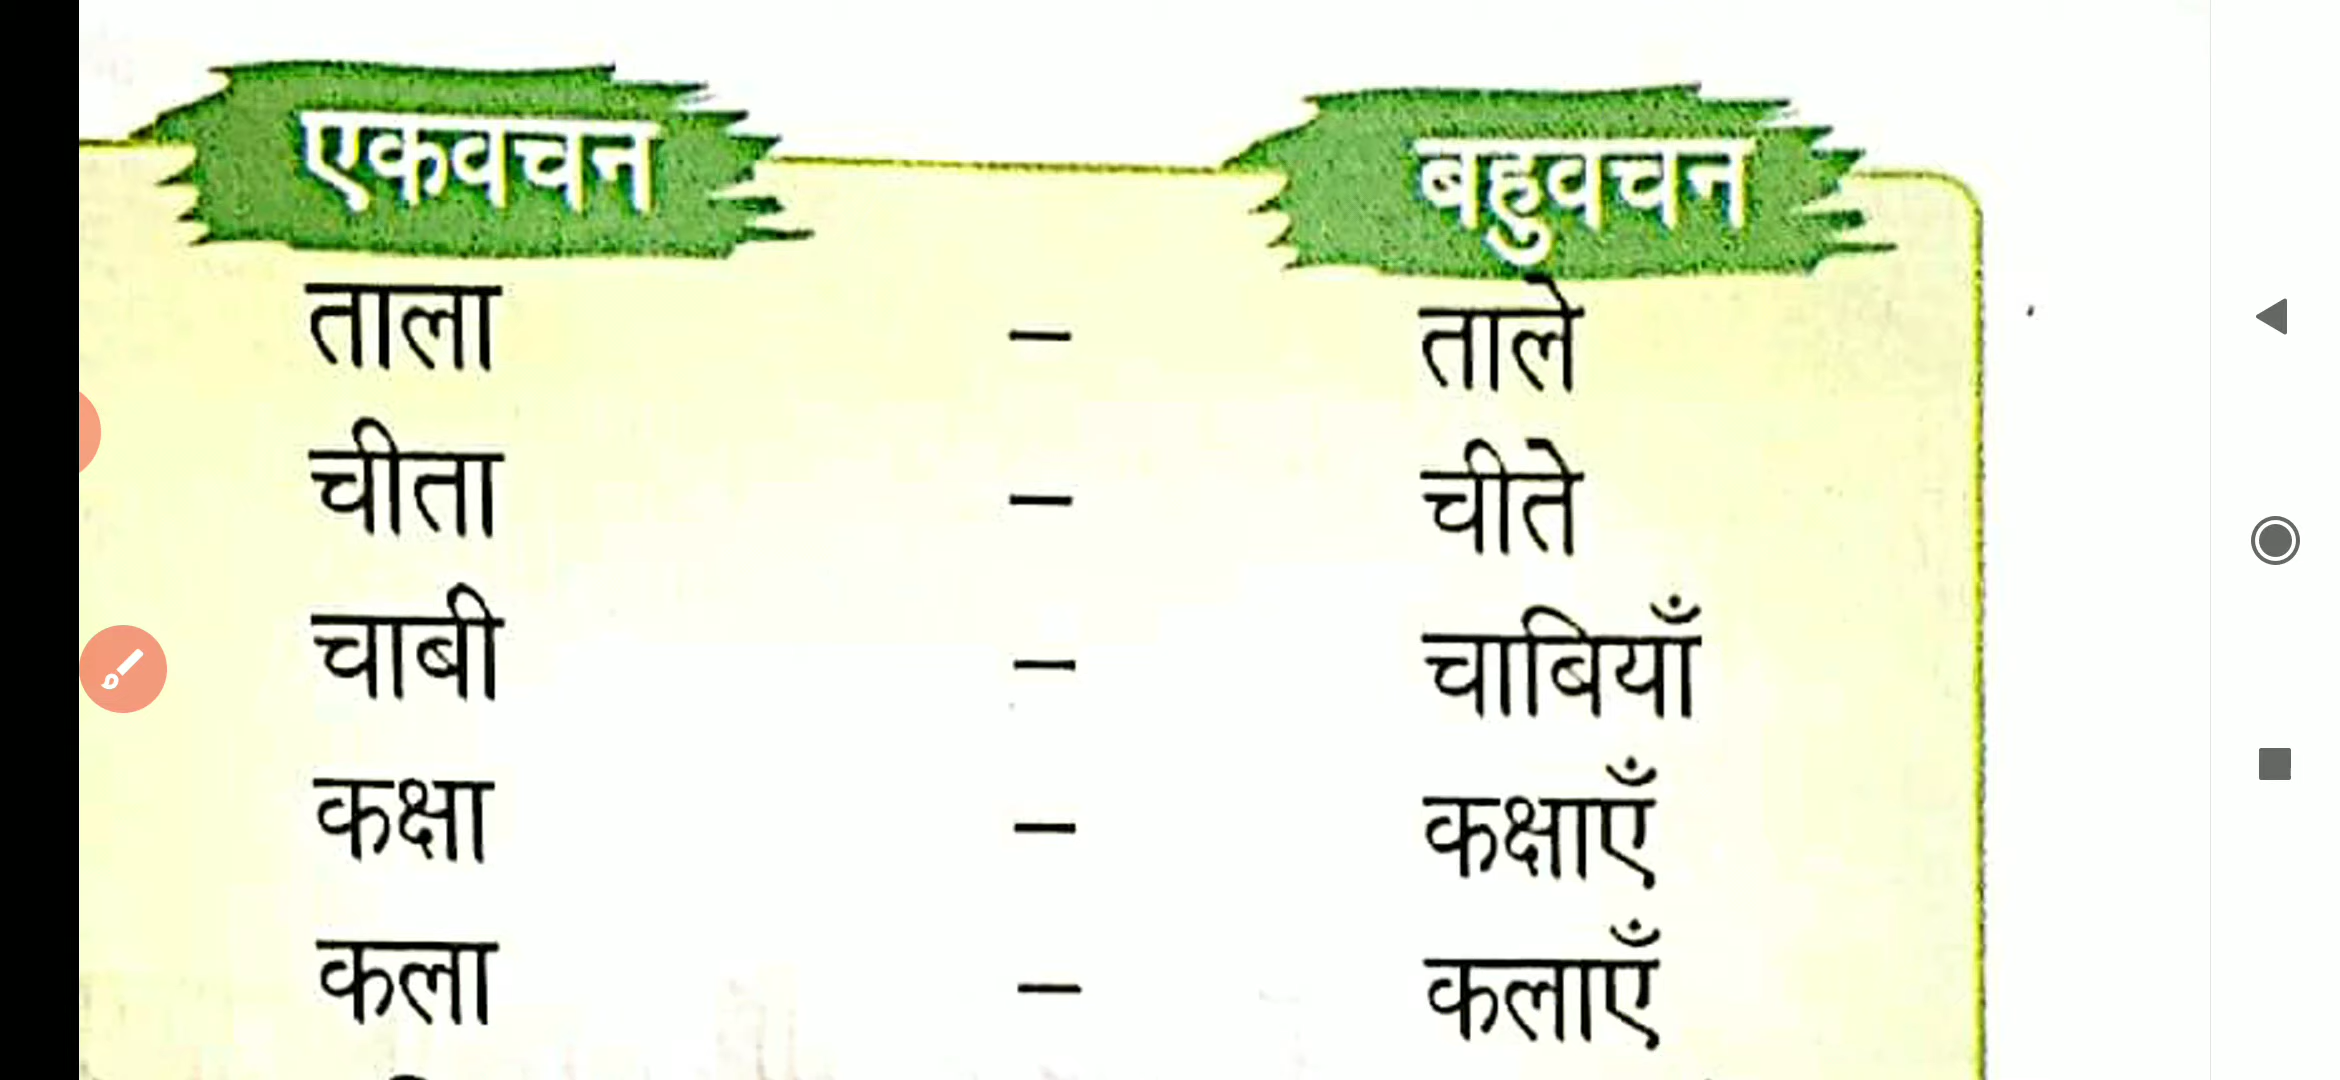 एकवचन बहुवचन
ताला – ताले
चीता – चीते
चाबी – चाबियाँ
कक्षा – कक्षाएँ
कला – कलाएँ